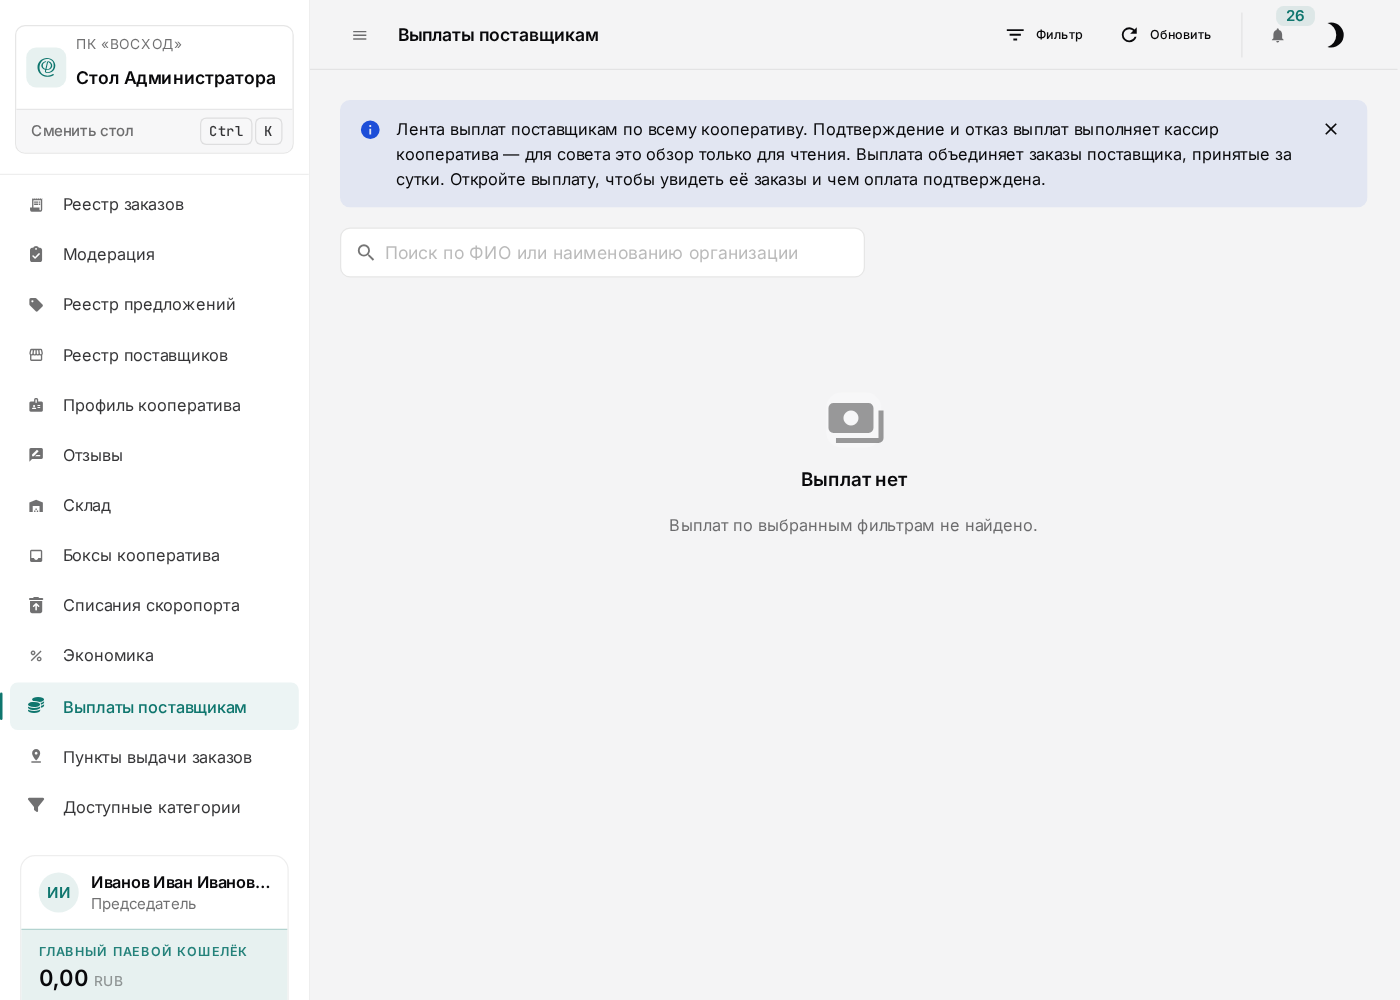 ПК «ВОСХОД»
Стол Администратора
Сменить стол
Ctrl K
Реестр заказов
Модерация
Реестр предложений
Реестр поставщиков
Профиль кооператива
Отзывы
Склад
Боксы кооператива
Списания скоропорта
Экономика
Выплаты поставщикам
Пункты выдачи заказов
Доступные категории
ИИ
Иванов Иван Иванов...
Председатель
ГЛАВНЫЙ ПАЕВОЙ КОШЕЛЁК
0,00 RUB
Выплаты поставщикам
Фильтр
Обновить
26
Лента выплат поставщикам по всему кооперативу. Подтверждение и отказ выплат выполняет кассир
кооператива — для совета это обзор только для чтения. Выплата объединяет заказы поставщика, принятые за
сутки. Откройте выплату, чтобы увидеть её заказы и чем оплата подтверждена.
Поиск по ФИО или наименованию организации
Выплат нет
Выплат по выбранным фильтрам не найдено.